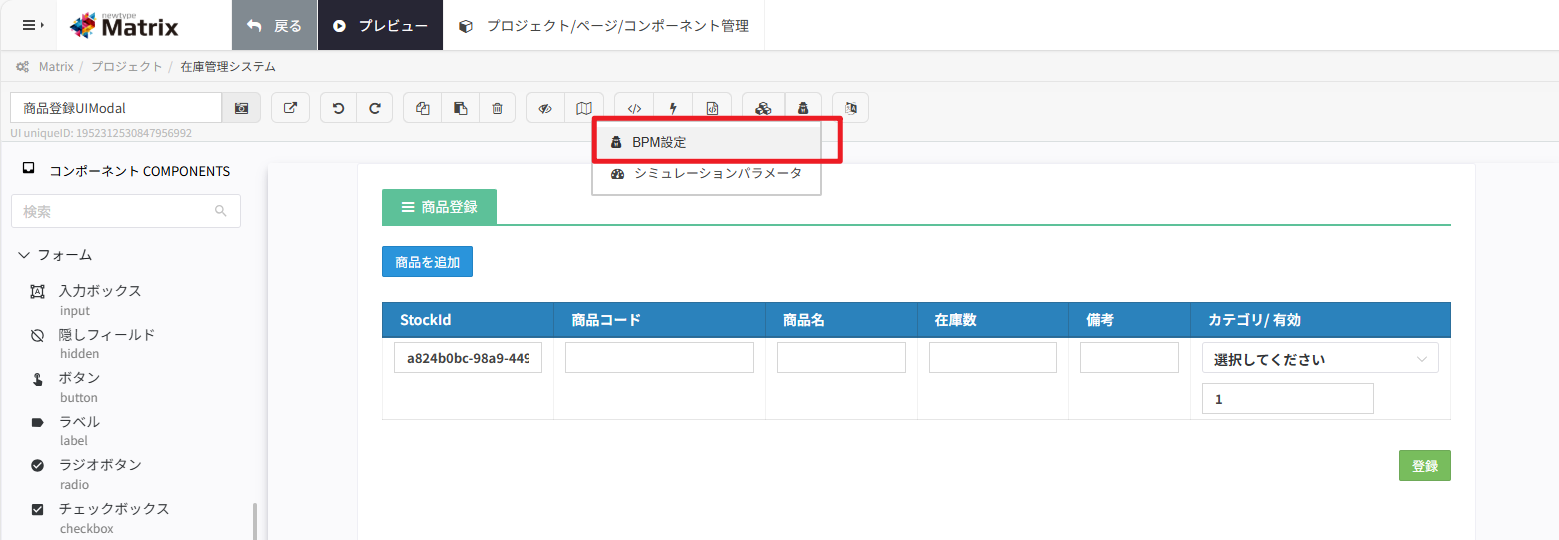 newtype
Matrix
戻る
プレビュー
プロジェクト/ページ/コンポーネント管理
Matrix / プロジェクト / 在庫管理システム
商品登録UIModal
UI uniqueID: 1952312530847956992
BPM設定
シミュレーションパラメータ
コンポーネント COMPONENTS
検索
フォーム
入力ボックス
input
隠しフィールド
hidden
ボタン
button
ラベル
label
ラジオボタン
radio
チェックボックス
checkbox
商品登録
商品を追加
StockId 商品コード 商品名 在庫数 備考 カテゴリ/ 有効
a824b0bc-98a9-449 選択してください
1
登録